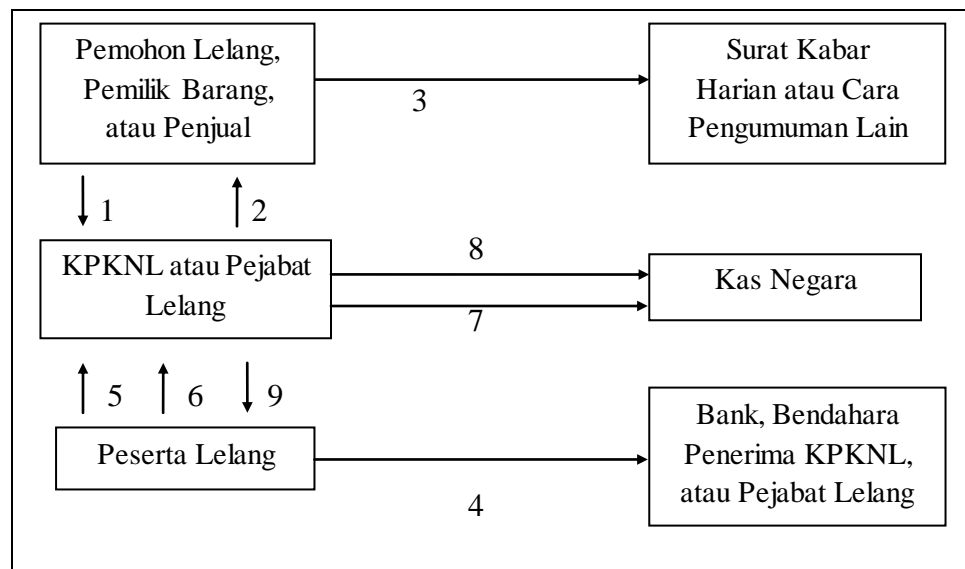 Pemohon Lelang,
Pemilik Barang,
atau Penjual
3
Surat Kabar
Harian atau Cara
Pengumuman Lain
1
2
KPKNL atau Pejabat
Lelang
8
7
Kas Negara
5
6
9
Peserta Lelang
4
Bank, Bendahara
Penerima KPKNL,
atau Pejabat Lelang